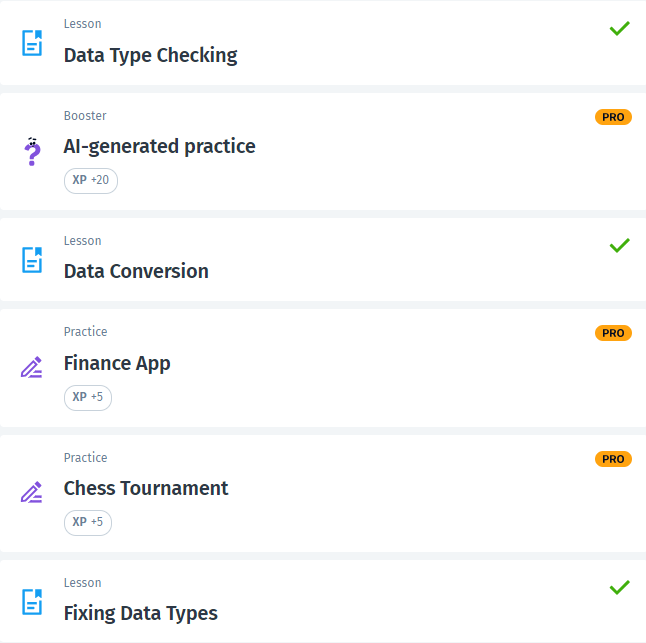 Lesson
Data Type Checking
Booster
PRO
AI-generated practice
XP +20
Lesson
Data Conversion
Practice
PRO
Finance App
XP +5
Practice
PRO
Chess Tournament
XP +5
Lesson
Fixing Data Types